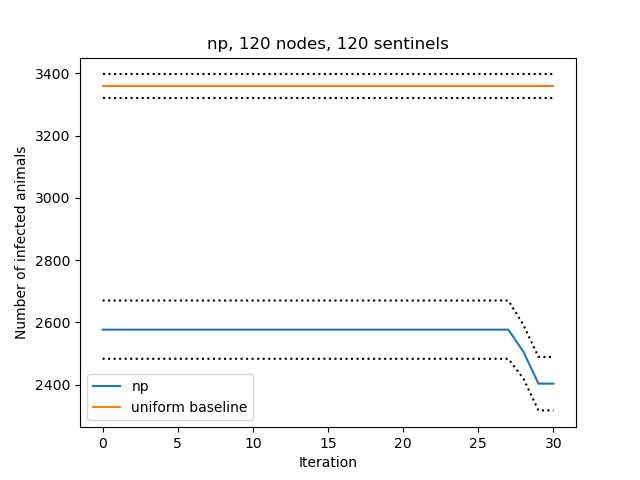 np, 120 nodes, 120 sentinels
Number of infected animals
3400
3200
3000
2800
2600
2400
np
uniform baseline
0 5 10 15 20 25 30
Iteration